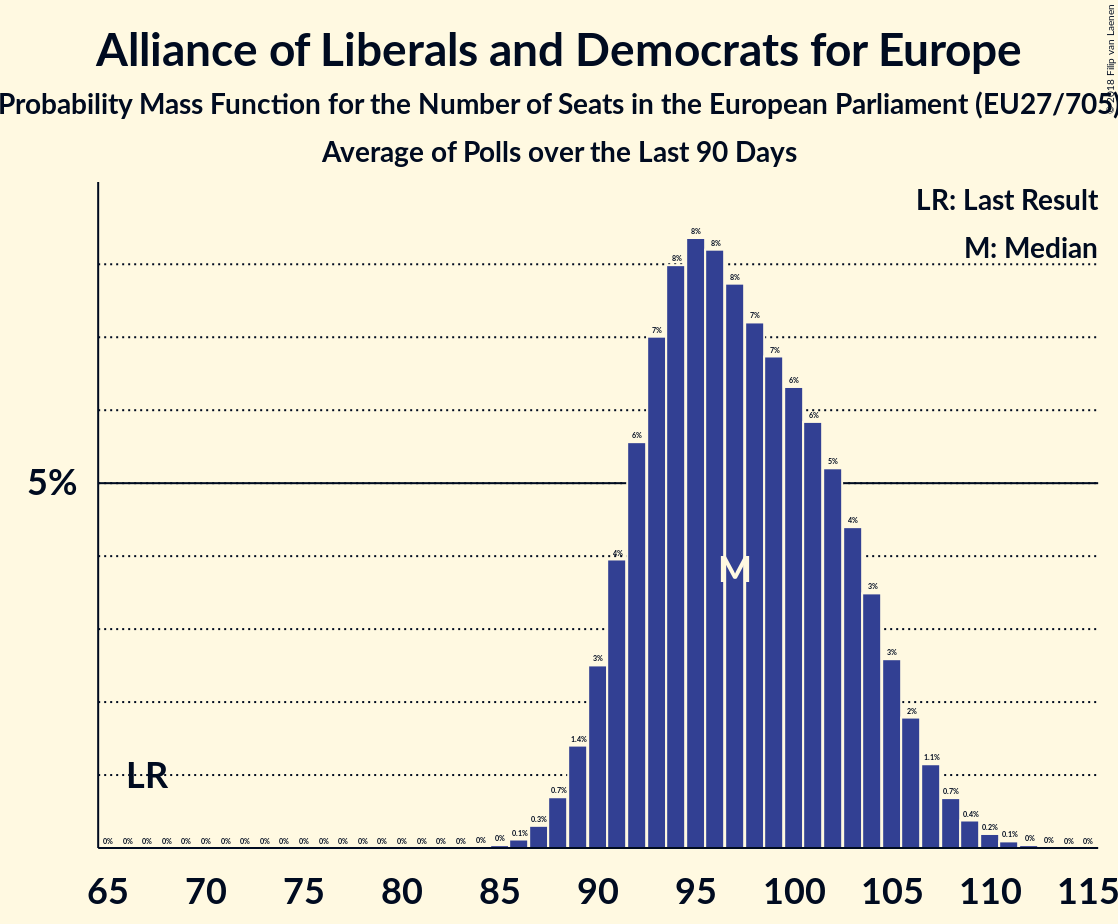 Alliance of Liberals and Democrats for Europe
Probability Mass Function for the Number of Seats in the European Parliament (EU27/705)
Average of Polls over the Last 90 Days
LR: Last Result
M: Median
5%
0% 0% 0% 0% 0% 0% 0% 0% 0% 0% 0% 0% 0% 0% 0% 0% 0% 0% 0% 0% 0% 0.1% 0.3% 0.7% 1.4% 3% 4% 6% 7% 8% 8% 8% 8% 7% 7% 6% 6% 5% 4% 3% 3% 2% 1.1% 0.7% 0.4% 0.2% 0.1% 0% 0% 0% 0%
M
LR
65 70 75 80 85 90 95 100 105 110 115
2018 Filip van Laenen